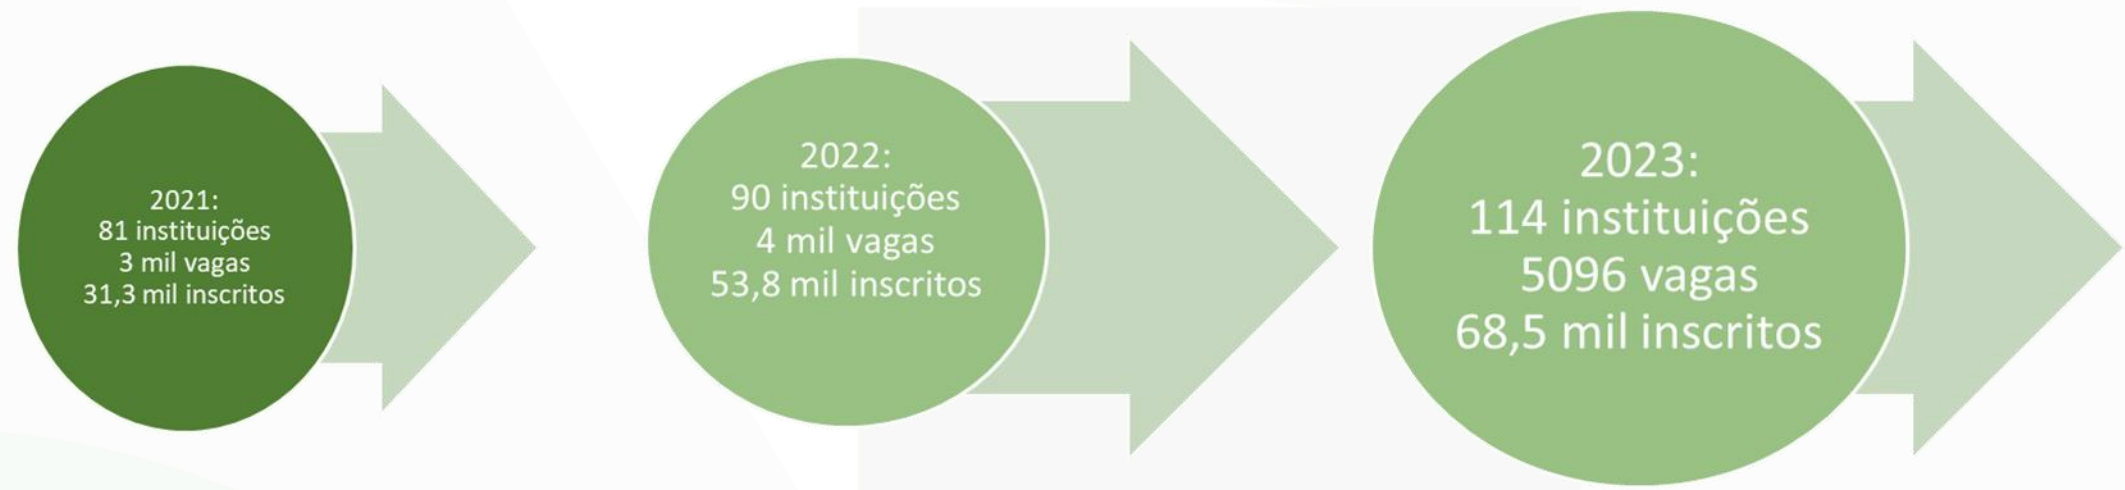 2021:
81 instituições
3 mil vagas
31,3 mil inscritos
2022:
90 instituições
4 mil vagas
53,8 mil inscritos
2023:
114 instituições
5096 vagas
68,5 mil inscritos